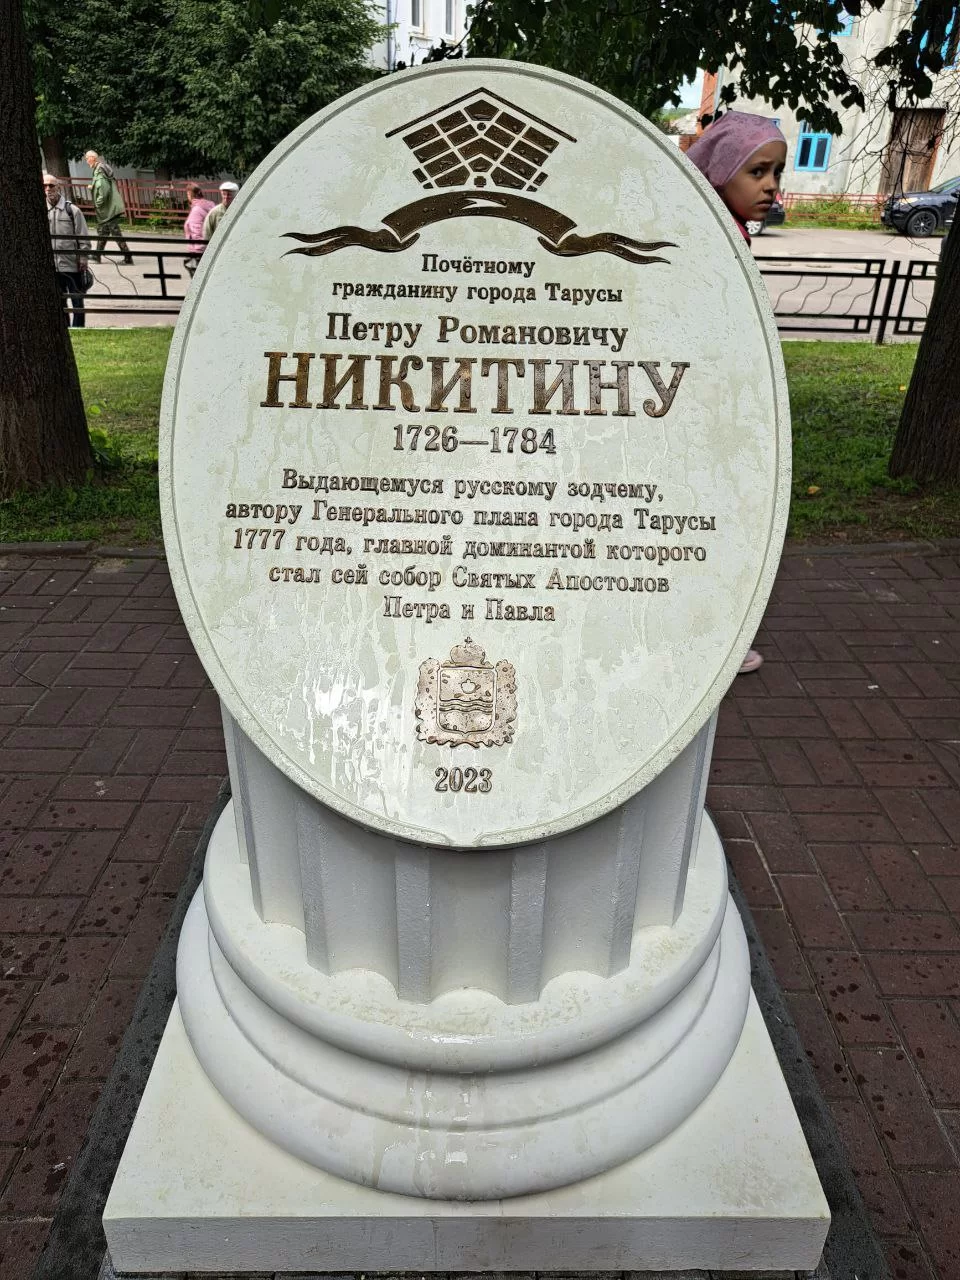 Почётному
гражданину города Тарусы
Петру Романовичу
НИКИТИНУ
1726—1784
Выдающемуся русскому зодчему,
автору Генерального плана города Тарусы
1777 года, главной доминантой которого
стал сей собор Святых Апостолов
Петра и Павла
2023